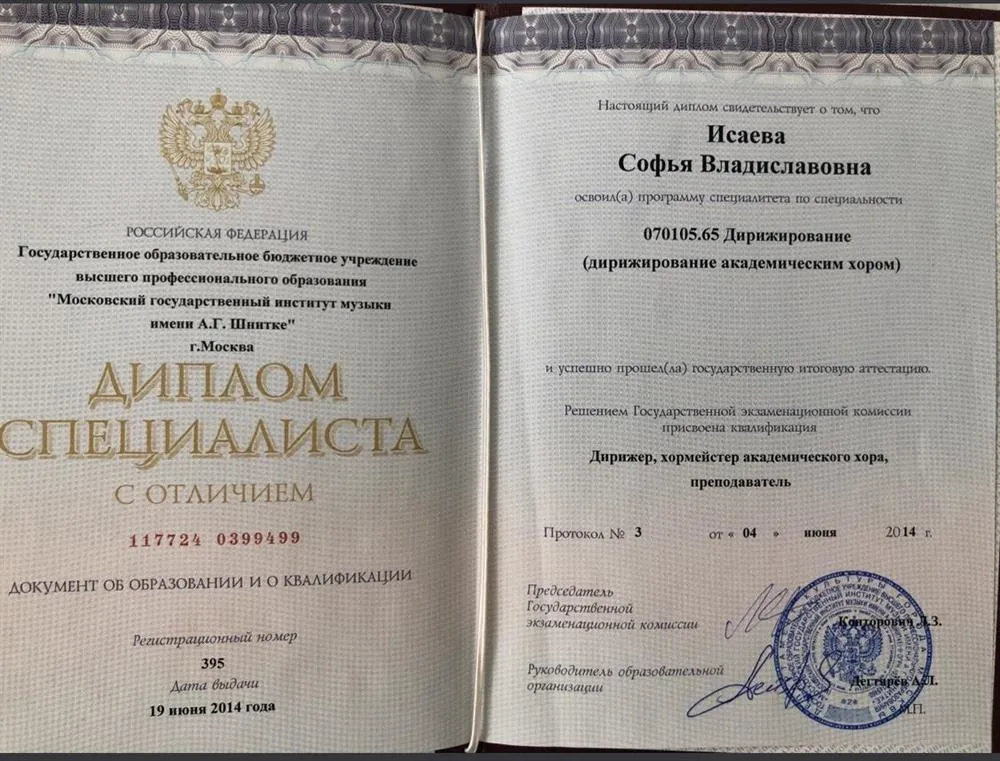 РОССИЙСКАЯ ФЕДЕРАЦИЯ
Государственное образовательное бюджетное учреждение
высшего профессионального образования
"Московский государственный институт музыки
имени А.Г. Шнитке"
г.Москва
ДИПЛОМ
СПЕЦИАЛИСТА
С ОТЛИЧИЕМ
117724 0399499
ДОКУМЕНТ ОБ ОБРАЗОВАНИИ И О КВАЛИФИКАЦИИ
Регистрационный номер
395
Дата выдачи
19 июня 2014 года
Настоящий диплом свидетельствует о том, что
Исаева
Софья Владиславовна
освоил(а) программу специалитета по специальности
070105.65 Дирижирование
(дирижирование академическим хором)
и успешно прошел(ла) государственную итоговую аттестацию.
Решением Государственной экзаменационной комиссии
присвоена квалификация
Дирижер, хормейстер академического хора,
преподаватель
Протокол № 3 от « 04 » июня 2014 г.
Председатель
Государственной
экзаменационной комиссии
Конторович Л.З.
Руководитель образовательной
организации
Дегтярёв А.Л.
М.П.